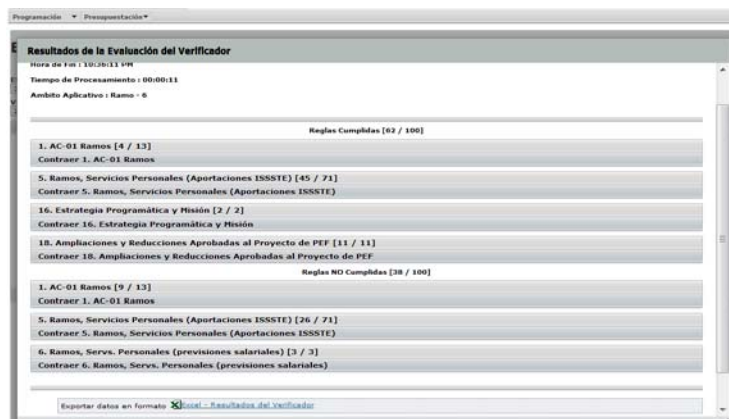 Programación Presupuestación
Resultados de la Evaluación del Verificador
Hora de Fin : 10:36:11 PM
Tiempo de Procesamiento : 00:00:11
Ambito Aplicativo : Ramo - 6
Reglas Cumplidas [62 / 100]
1. AC-01 Ramos [4 / 13]
Contraer 1. AC-01 Ramos
5. Ramos, Servicios Personales (Aportaciones ISSSTE) [45 / 71]
Contraer 5. Ramos, Servicios Personales (Aportaciones ISSSTE)
16. Estrategia Programática y Misión [2 / 2]
Contraer 16. Estrategia Programática y Misión
18. Ampliaciones y Reducciones Aprobadas al Proyecto de PEF [11 / 11]
Contraer 18. Ampliaciones y Reducciones Aprobadas al Proyecto de PEF
Reglas NO Cumplidas [38 / 100]
1. AC-01 Ramos [9 / 13]
Contraer 1. AC-01 Ramos
5. Ramos, Servicios Personales (Aportaciones ISSSTE) [26 / 71]
Contraer 5. Ramos, Servicios Personales (Aportaciones ISSSTE)
6. Ramos, Servs. Personales (previsiones salariales) [3 / 3]
Contraer 6. Ramos, Servs. Personales (previsiones salariales)
Exportar datos en formato Excel - Resultados del Verificador